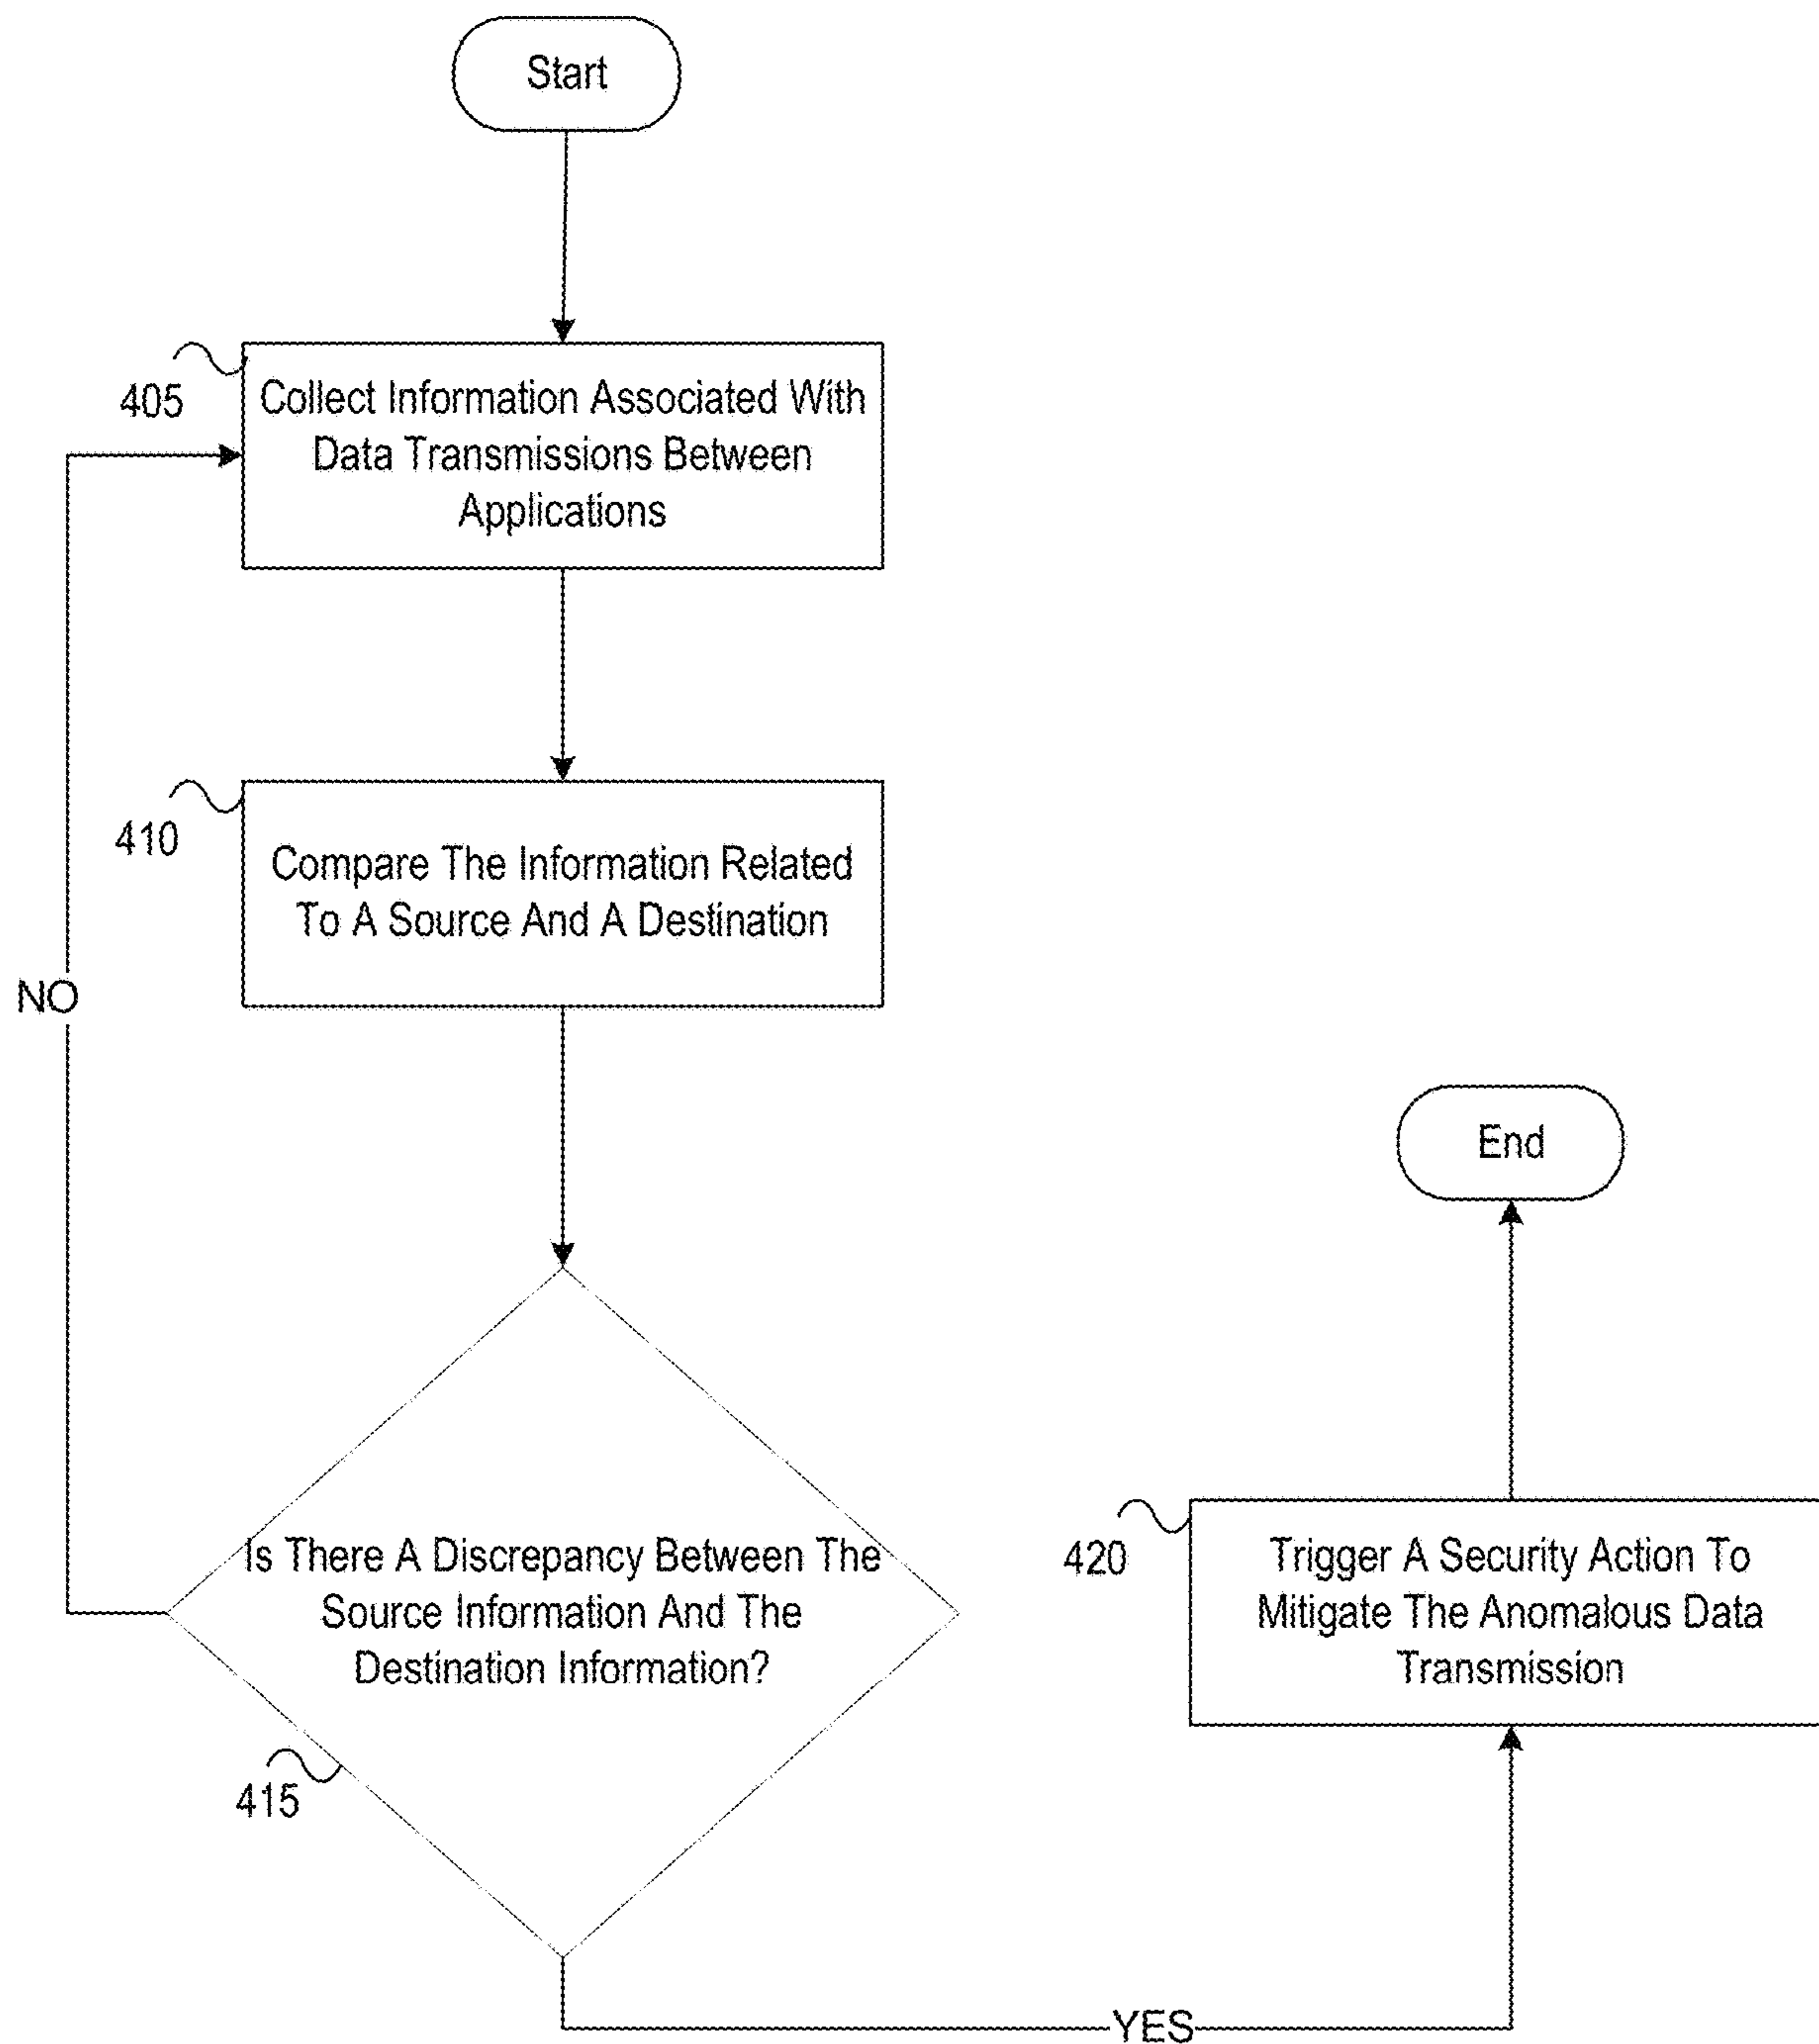 Start
405
Collect Information Associated With
Data Transmissions Between
Applications
410
Compare The Information Related
To A Source And A Destination
NO
End
Is There A Discrepancy Between The
Source Information And The
Destination Information?
415
420
Trigger A Security Action To
Mitigate The Anomalous Data
Transmission
YES